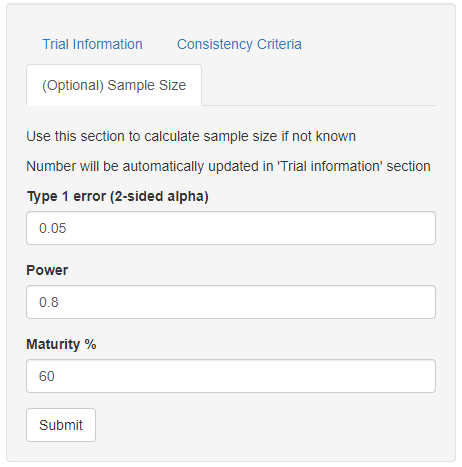 Trial Information
Consistency Criteria
(Optional) Sample Size
Use this section to calculate sample size if not known
Number will be automatically updated in 'Trial information' section
Type 1 error (2-sided alpha)
0.05
Power
0.8
Maturity %
60
Submit